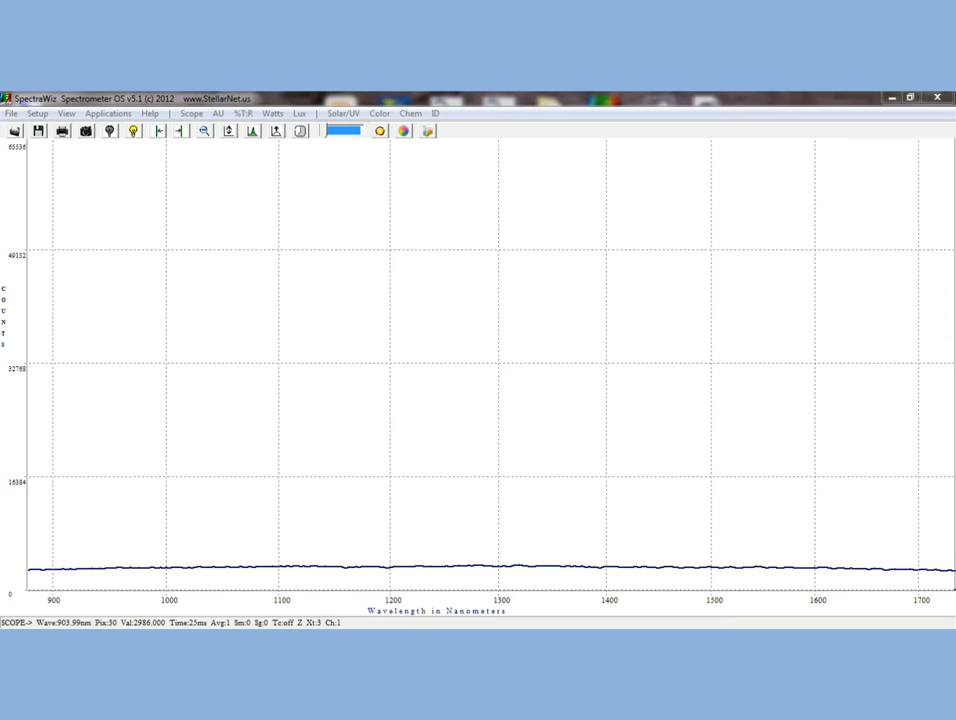 SpectraWiz Spectrometer OS v5.1 (c) 2012 www.StellarNet.us
File Setup View Applications Help | Scope AU %T:R Watts Lux | Solar/UV Color Chem ID
65536
49152
COUNTS
32768
16384
0
900 1000 1100 1200 1300 1400 1500 1600 1700
Wavelength in Nanometers
SCOPE-> Wave:903.99nm Pix:30 Val:2986.000 Time:25ms Avg:1 Sm:0 Sg:0 Tc:off Z Xt:3 Ch:1